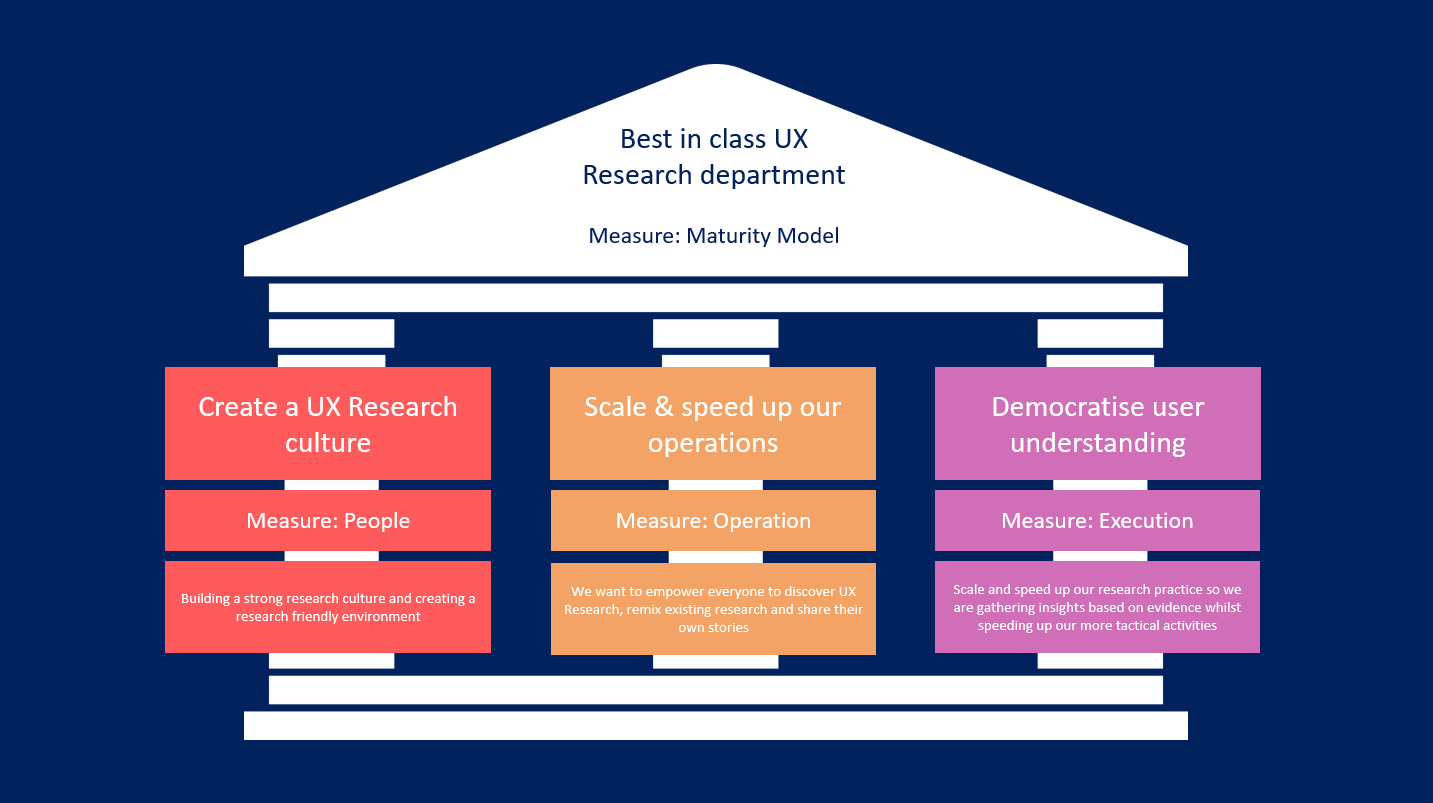 Best in class UX
Research department
Measure: Maturity Model
Create a UX Research
culture
Measure: People
Building a strong research culture and creating a
research friendly environment
Scale & speed up our
operations
Measure: Operation
We want to empower everyone to discover UX
Research, remix existing research and share their
own stories
Democratise user
understanding
Measure: Execution
Scale and speed up our research practice so we
are gathering insights based on evidence whilst
speeding up our more tactical activities